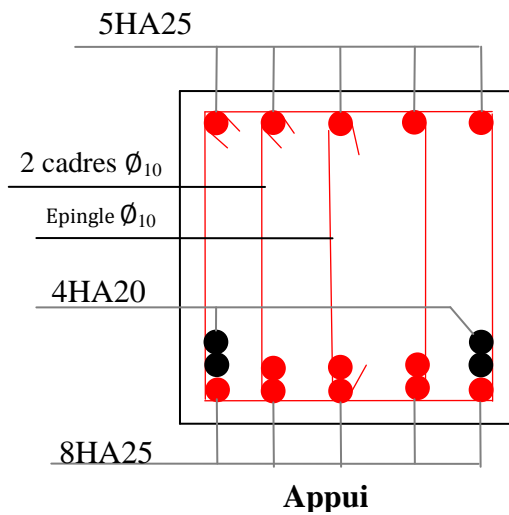 5HA25
2 cadres Ø₁₀
Epingle Ø₁₀
4HA20
8HA25
Appui